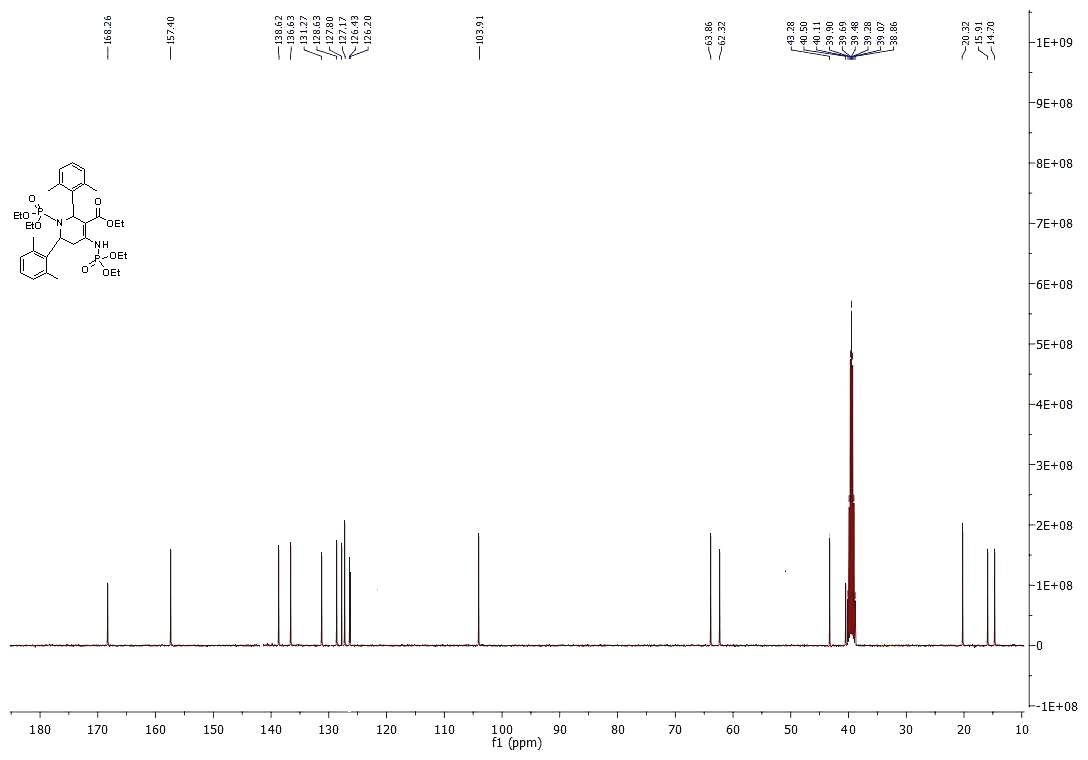 168.26
157.40
138.62
136.63
131.27
128.63
127.80
127.17
126.43
126.20
103.91
63.86
62.32
43.28
40.50
40.11
39.90
39.69
39.48
39.28
39.07
38.86
20.32
15.91
14.70
1E+09
9E+08
8E+08
7E+08
6E+08
5E+08
4E+08
3E+08
2E+08
1E+08
0
-1E+08
O
O
EtO
P
N
OEt
EtO
NH
P
OEt
O
OEt
180 170 160 150 140 130 120 110 100 90 80 70 60 50 40 30 20 10
f1 (ppm)